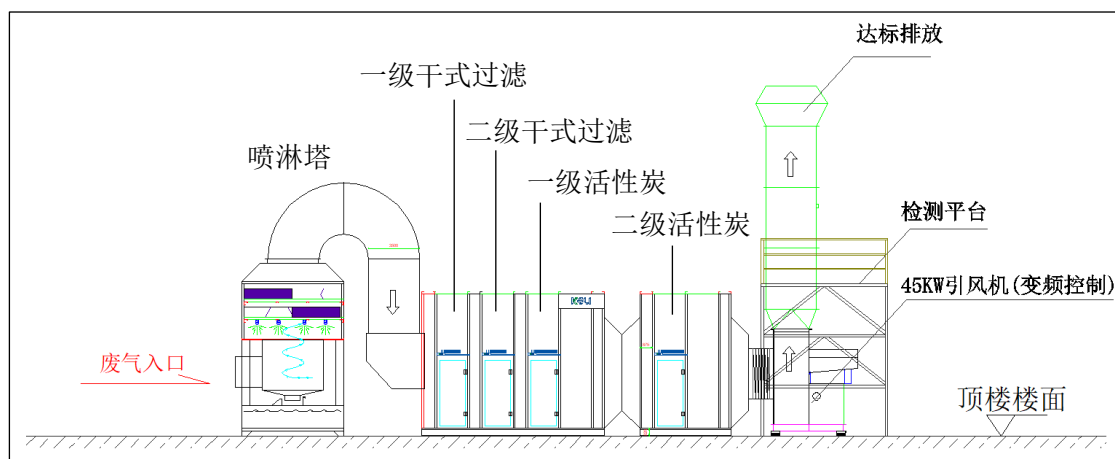 达标排放
一级干式过滤
二级干式过滤
喷淋塔
一级活性炭
二级活性炭
检测平台
45KW引风机(变频控制)
废气入口
顶楼楼面